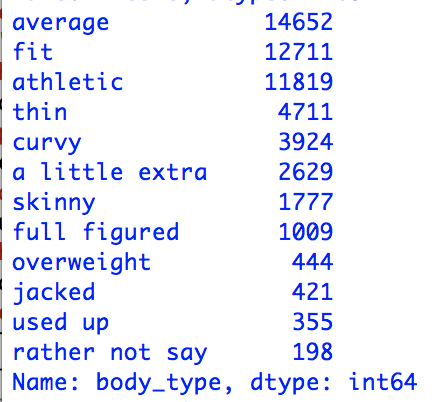 average 14652
fit 12711
athletic 11819
thin 4711
curvy 3924
a little extra 2629
skinny 1777
full figured 1009
overweight 444
jacked 421
used up 355
rather not say 198
Name: body_type, dtype: int64